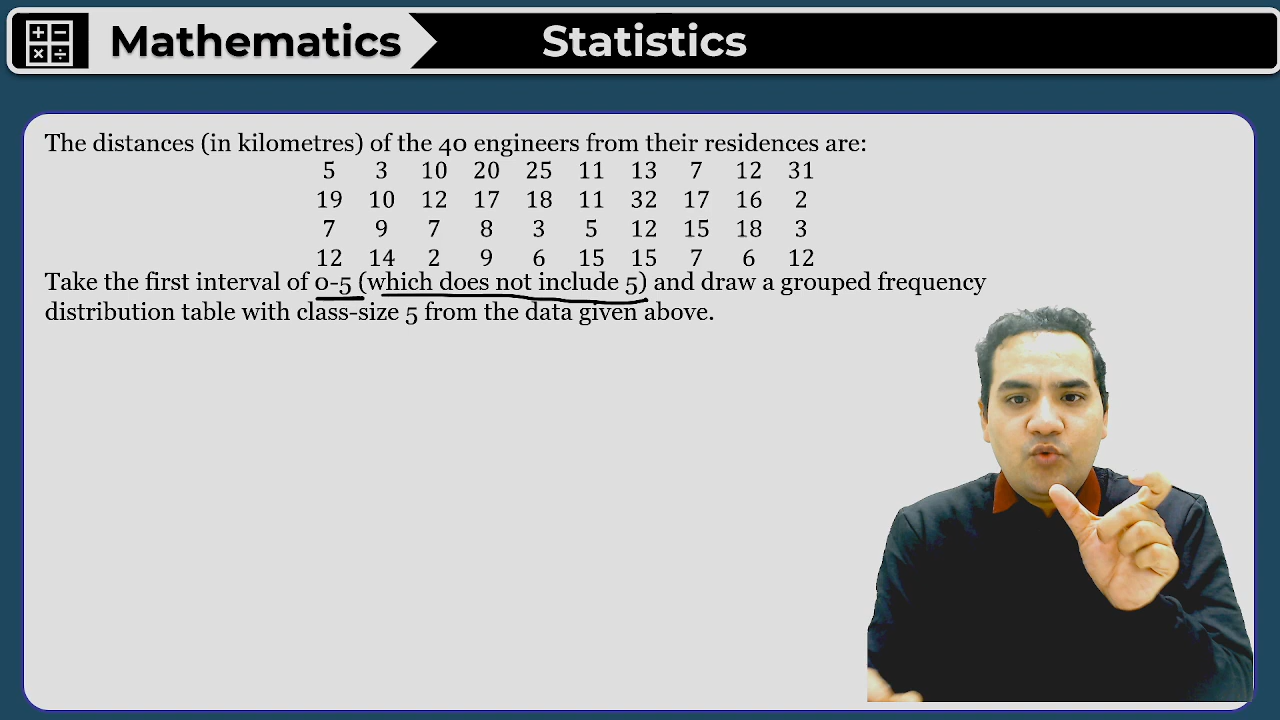 Mathematics
Statistics
The distances (in kilometres) of the 40 engineers from their residences are:
5 3 10 20 25 11 13 7 12 31
19 10 12 17 18 11 32 17 16 2
7 9 7 8 3 5 12 15 18 3
12 14 2 9 6 15 15 7 6 12
Take the first interval of 0-5 (which does not include 5) and draw a grouped frequency
distribution table with class-size 5 from the data given above.